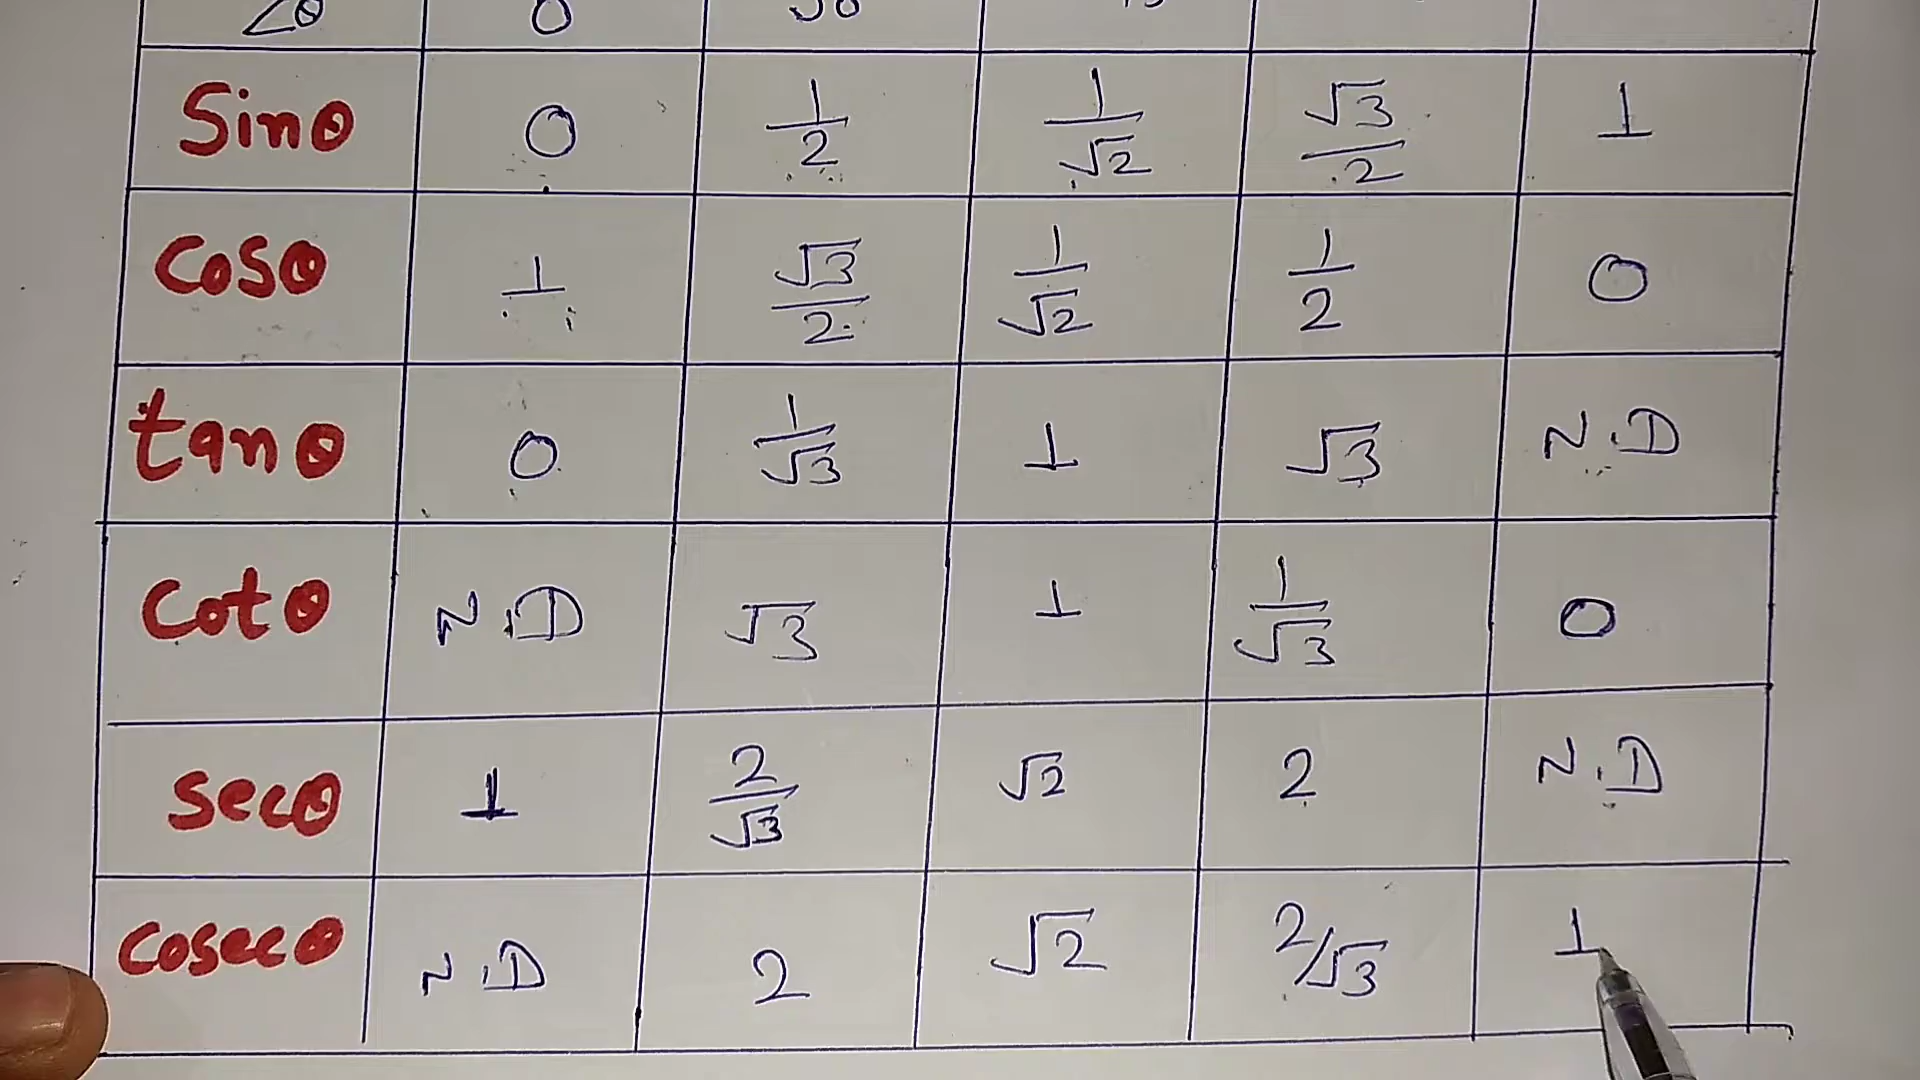 ∠θ 0 30 45
Sinθ 0 1/2 1/√2 √3/2 1
Cosθ 1 √3/2 1/√2 1/2 0
tanθ 0 1/√3 1 √3 N.D
Cotθ N.D √3 1 1/√3 0
secθ 1 2/√3 √2 2 N.D
Cosecθ N.D 2 √2 2/√3 1